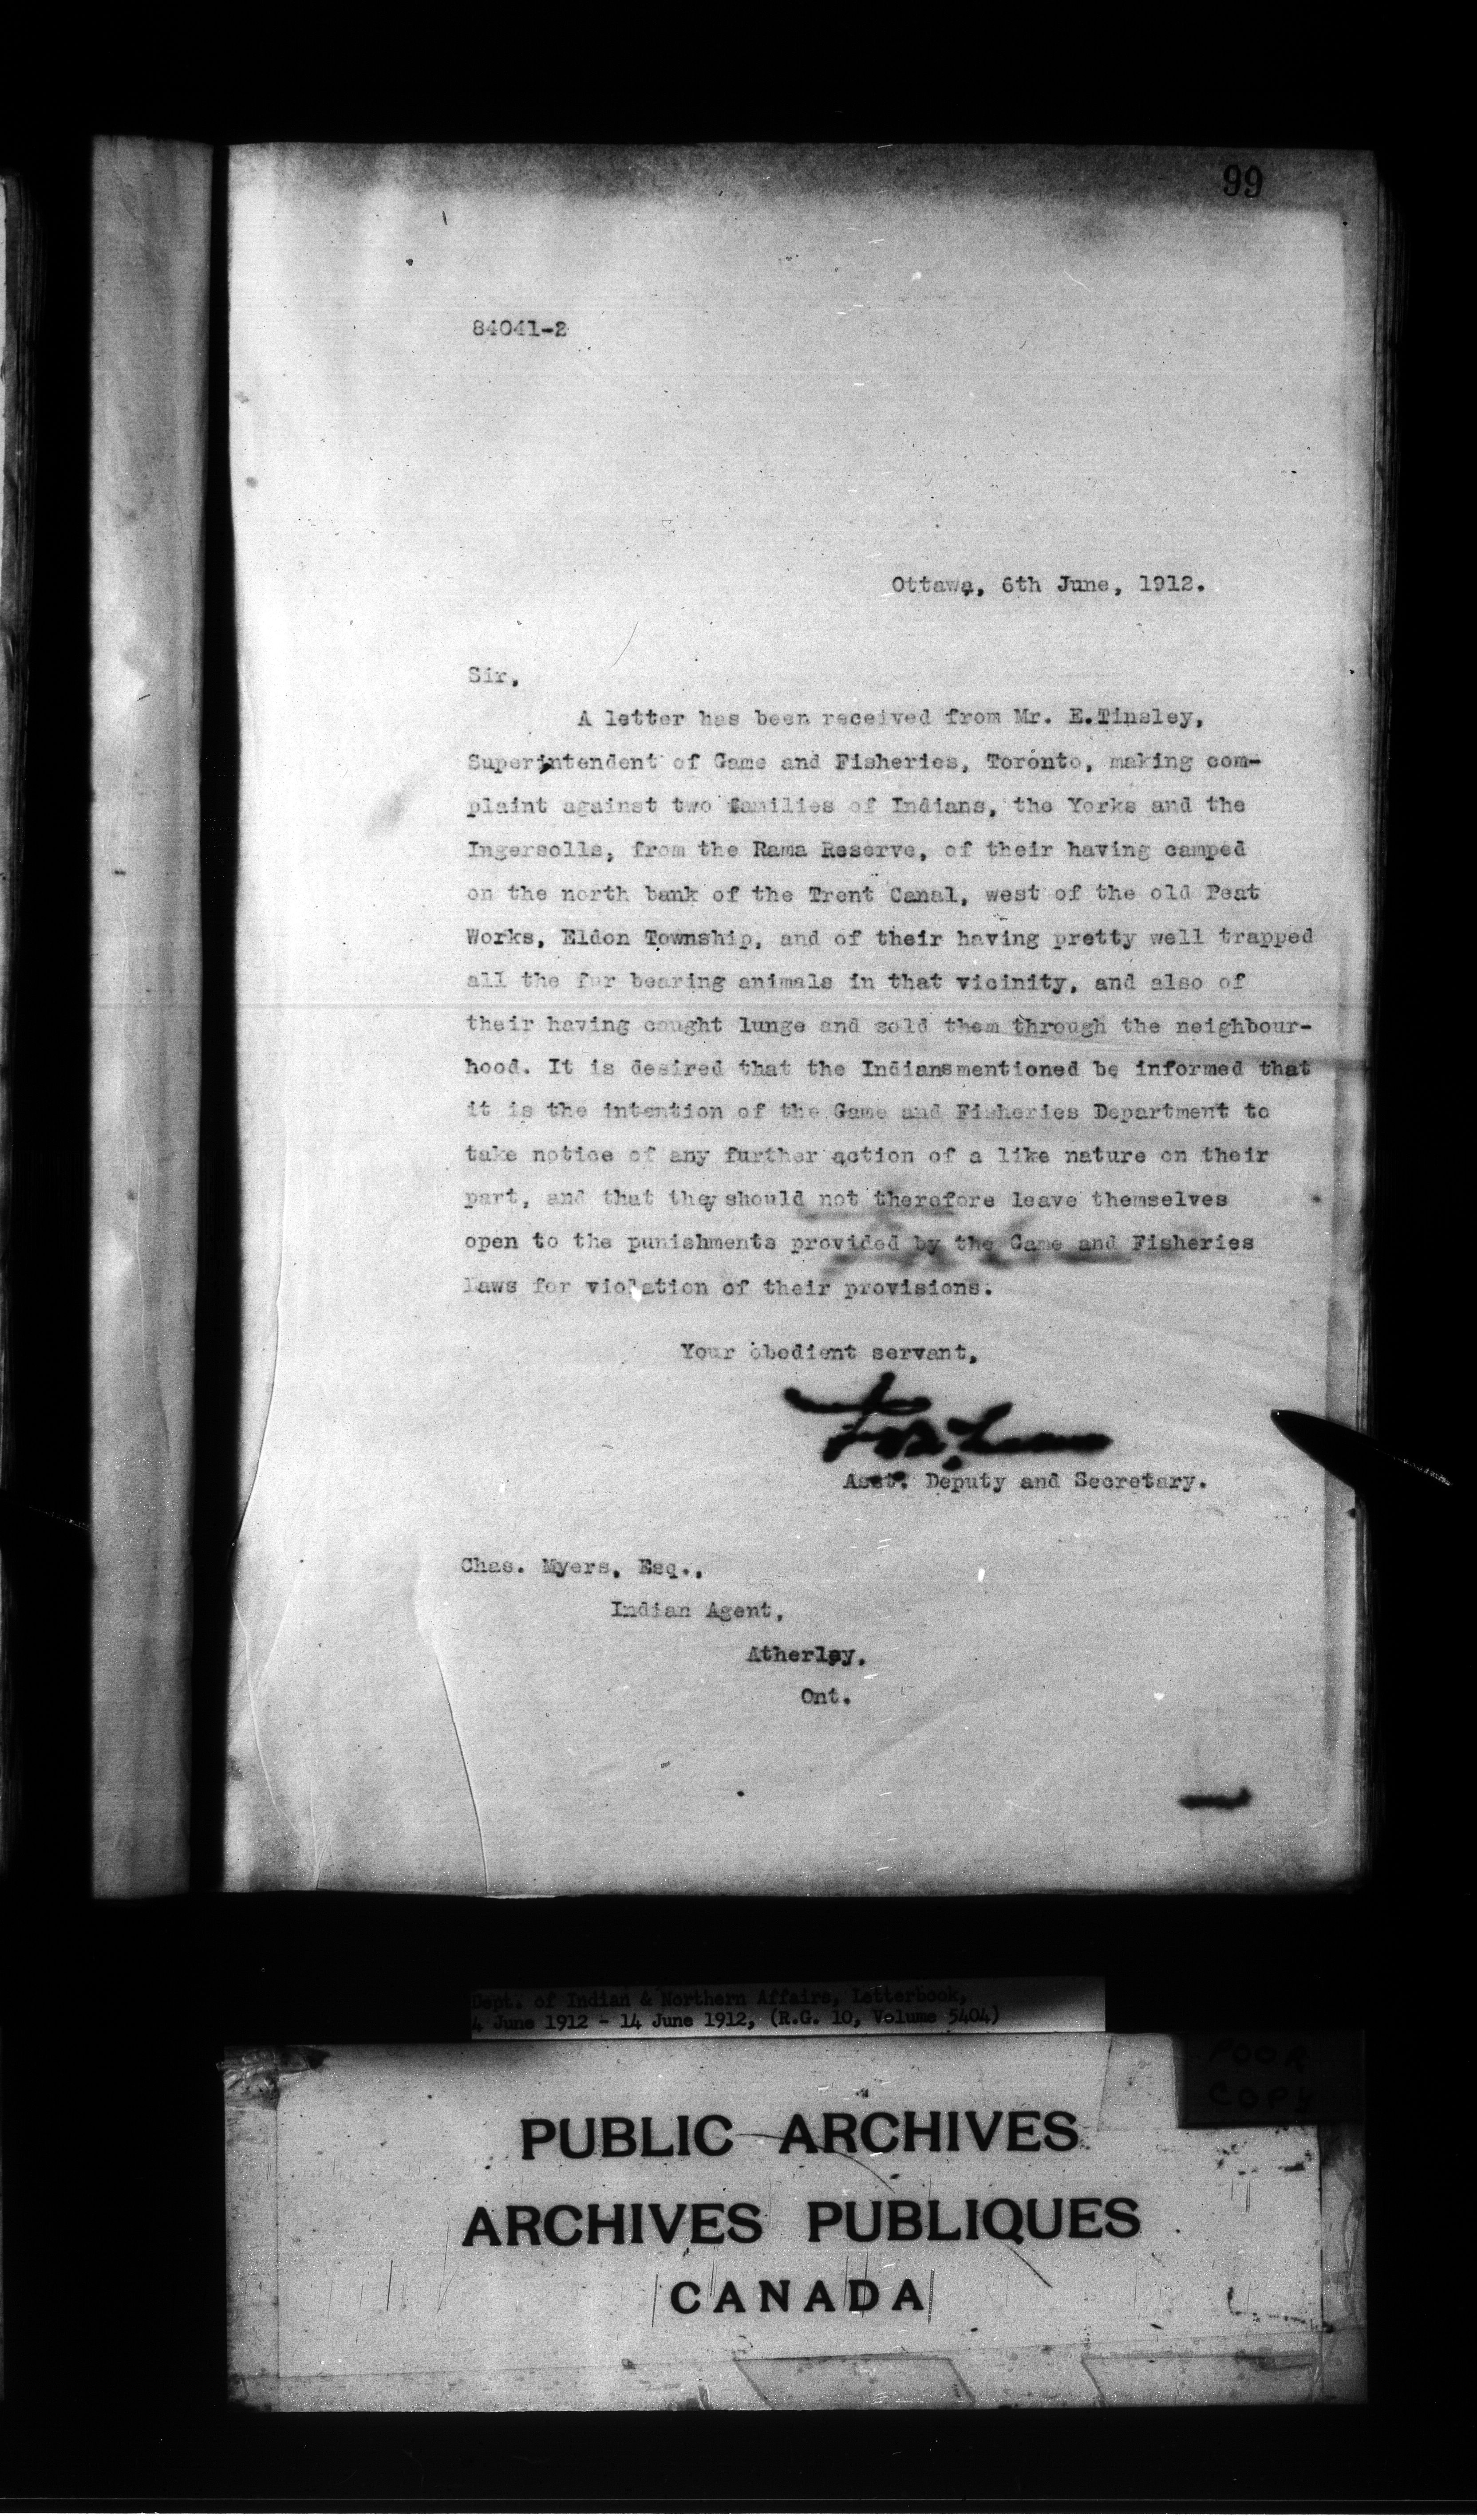 99
84041-2
Ottawa, 6th June, 1912.
Sir,
A letter has been received from Mr. E.Tinsley,
Superintendent of Game and Fisheries, Toronto, making com-
plaint against two families of Indians, the Yorks and the
Ingersolls, from the Rama Reserve, of their having camped
on the north bank of the Trent Canal, west of the old Peat
Works, Eldon Township, and of their having pretty well trapped
all the fur bearing animals in that vicinity, and also of
their having caught lunge and sold them through the neighbour-
hood. It is desired that the Indiansmentioned be informed that
it is the intention of the Game and Fisheries Department to
take notice of any further action of a like nature on their
part, and that they should not therefore leave themselves
open to the punishments provided by the Game and Fisheries
Laws for violation of their provisions.
Your obedient servant,
Asst. Deputy and Secretary.
Chas. Myers, Esq.,
Indian Agent,
Atherley.
Ont.
Dept. of Indian & Northern Affairs, Letterbook,
4 June 1912 - 14 June 1912, (R.G. 10, Volume 5404)
POOR
COPY
PUBLIC ARCHIVES
ARCHIVES PUBLIQUES
CANADA